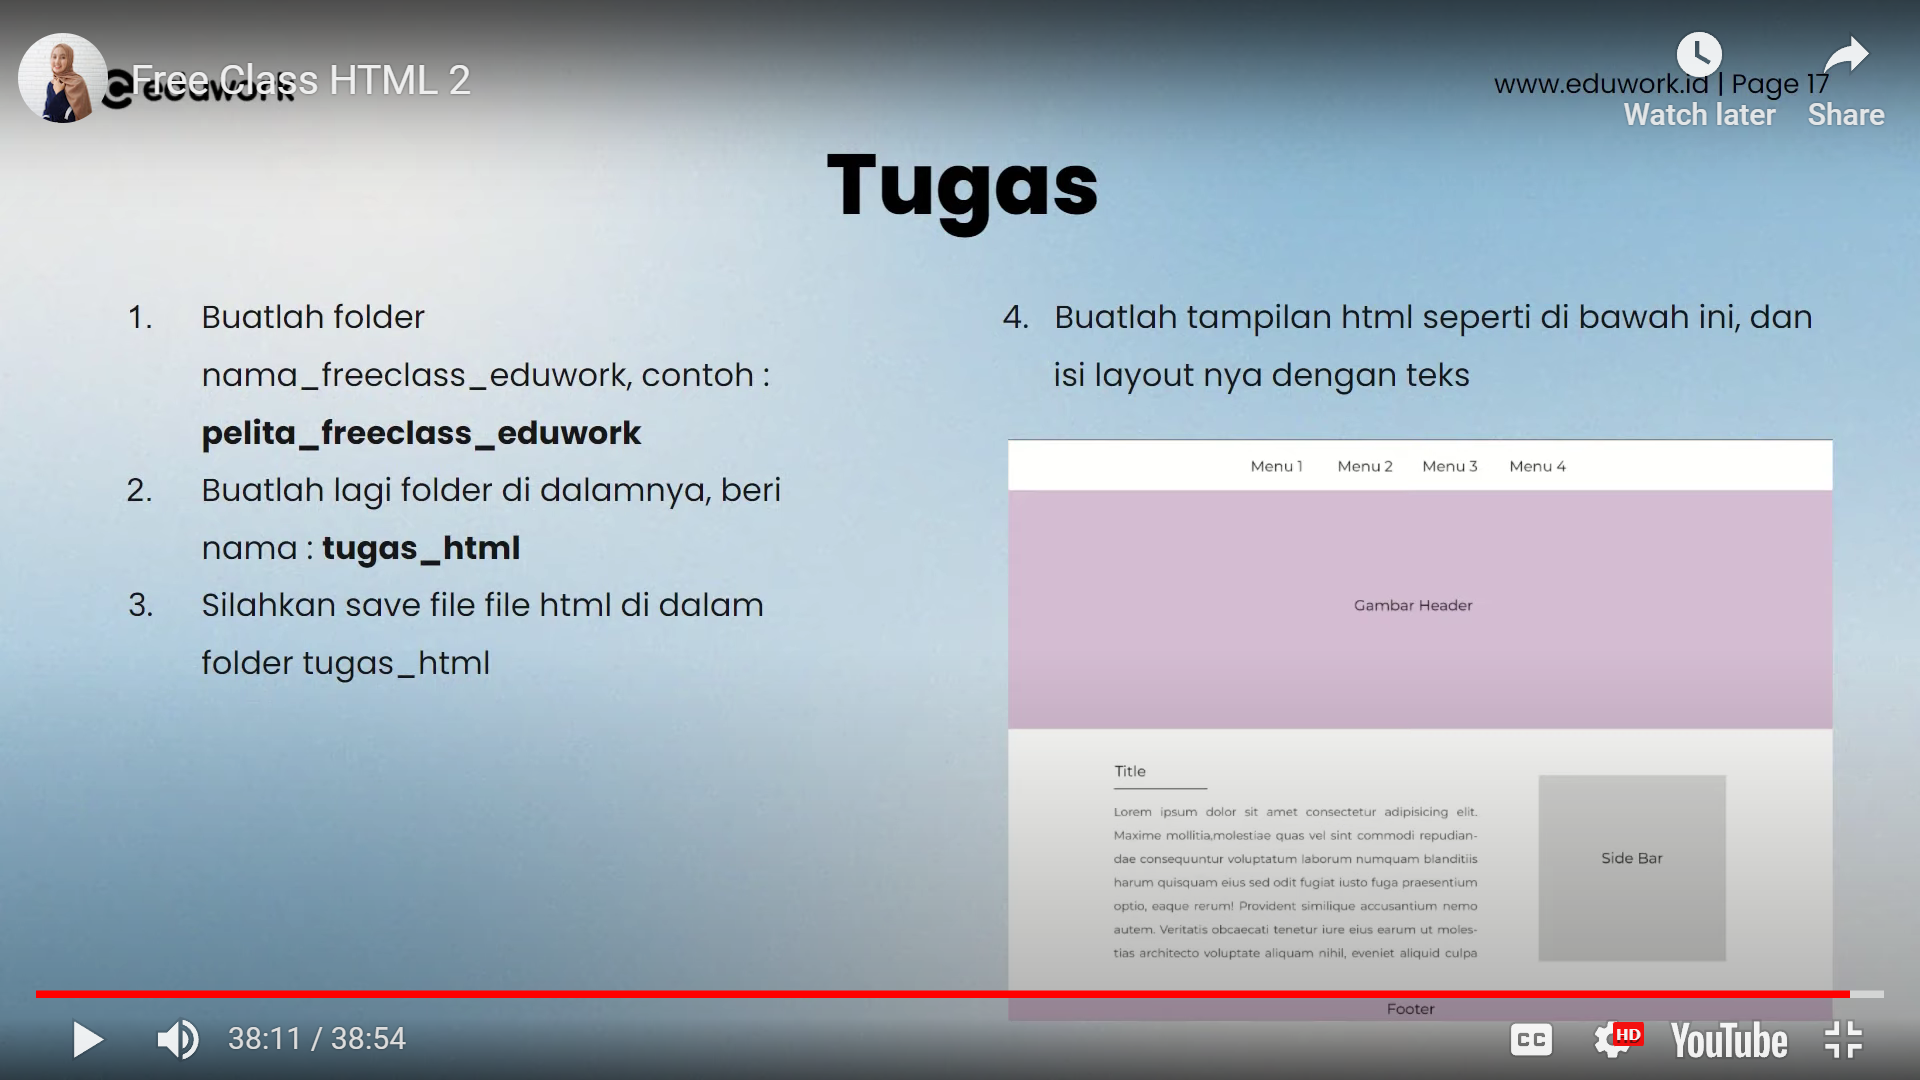 Free Class HTML 2
eduwork
www.eduwork.id | Page 17
Watch later
Share
Tugas
1. Buatlah folder
nama_freeclass_eduwork, contoh :
pelita_freeclass_eduwork
2. Buatlah lagi folder di dalamnya, beri
nama : tugas_html
3. Silahkan save file file html di dalam
folder tugas_html
4. Buatlah tampilan html seperti di bawah ini, dan
isi layout nya dengan teks
Menu 1 Menu 2 Menu 3 Menu 4
Gambar Header
Title
Lorem ipsum dolor sit amet consectetur adipisicing elit.
Maxime mollitia,molestiae quas vel sint commodi repudian-
dae consequuntur voluptatum laborum numquam blanditiis
harum quisquam eius sed odit fugiat iusto fuga praesentium
optio, eaque rerum! Provident similique accusantium nemo
autem. Veritatis obcaecati tenetur iure eius earum ut moles-
tias architecto voluptate aliquam nihil, eveniet aliquid culpa
Side Bar
Footer
38:11 / 38:54
CC
HD
YouTube